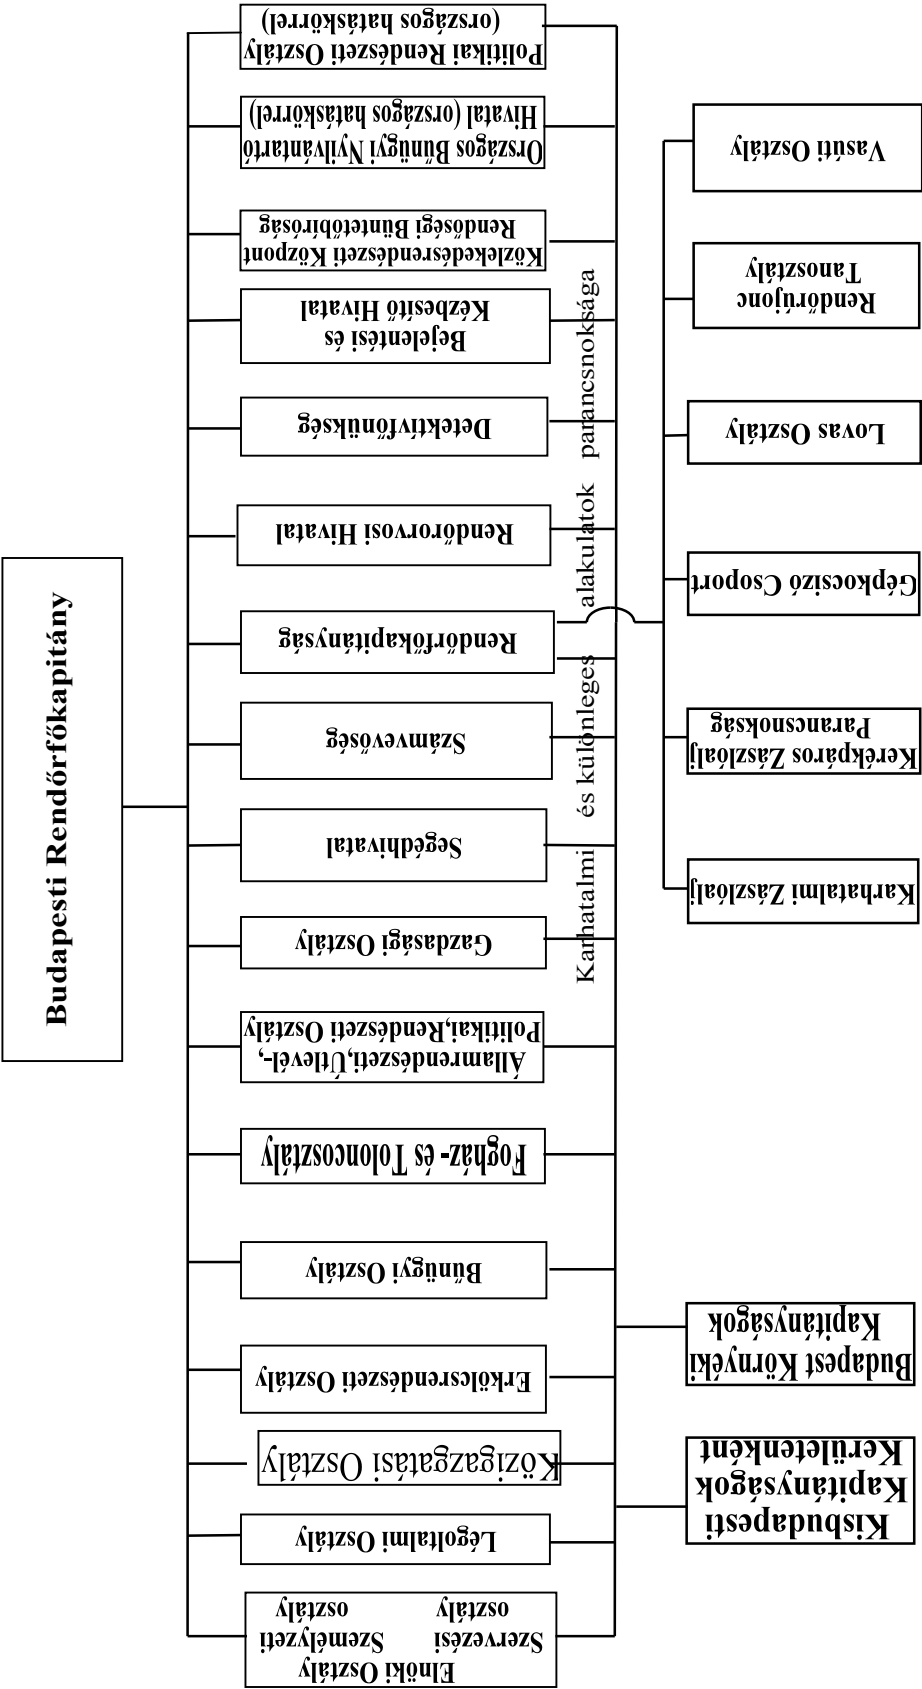 Budapesti Rendőrfőkapitány
Elnöki Osztály
Szervezési Személyzeti
osztály osztály
Légoltalmi Osztály
Közigazgatási Osztály
Erkölcsrendészeti Osztály
Bűnügyi Osztály
Fogház- és Toloncosztály
Államrendészeti,Útlevél-,
Politikai,Rendészeti Osztály
Gazdasági Osztály
Segédhivatal
Számvevőség
Rendőrfőkapitányság
Rendőrorvosi Hivatal
Detektívfőnükség
Bejelentési és
Kézbesítő Hivatal
Közlekedésrendészeti Központ
Rendőségi Büntetőbíróság
Országos Bűnügyi Nyilvántartó
Hivatal (országos hatáskörrel)
Politikai Rendészeti Osztály
(országos hatáskörrel)
Karhatalmi és különleges alakulatok parancsnoksága
Kisbudapesti
Kapitányságok
Kerületenként
Budapest Környéki
Kapitányságok
Karhatalmi Zászlóalj
Kerékpáros Zászlóalj
Parancsnokság
Gépkocsizó Csoport
Lovas Osztály
Rendőrújonc
Tanosztály
Vasúti Osztály